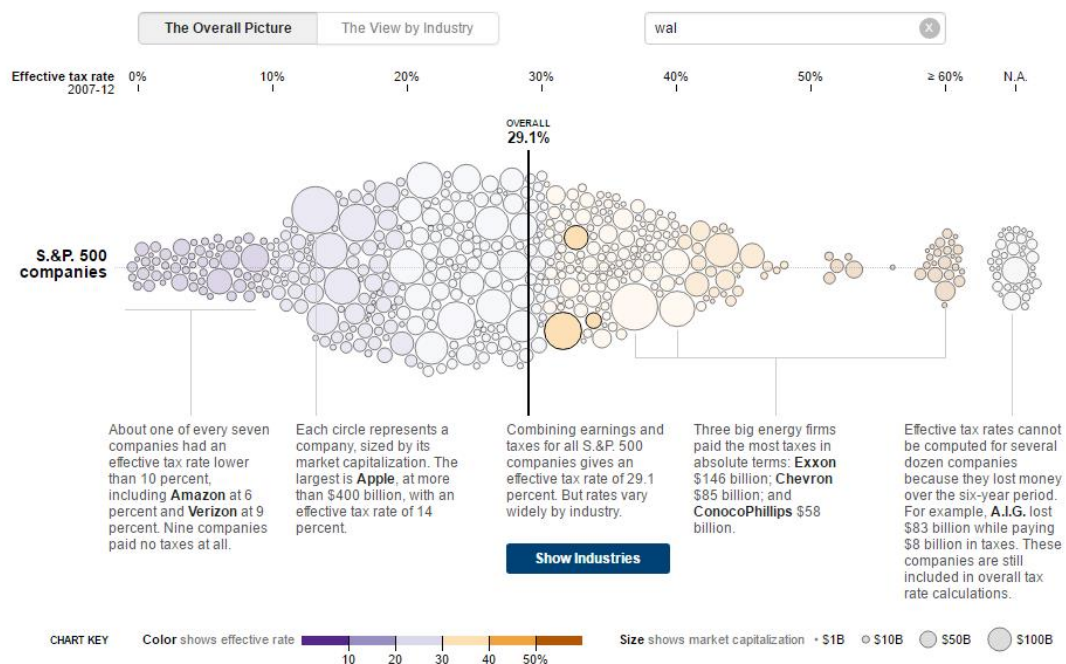 The Overall Picture
The View by Industry
wal
Effective tax rate
2007-12
0%
10%
20%
30%
40%
50%
≥ 60%
N.A.
OVERALL
29.1%
S.&P. 500
companies
About one of every seven
companies had an
effective tax rate lower
than 10 percent,
including Amazon at 6
percent and Verizon at 9
percent. Nine companies
paid no taxes at all.
Each circle represents a
company, sized by its
market capitalization. The
largest is Apple, at more
than $400 billion, with an
effective tax rate of 14
percent.
Combining earnings and
taxes for all S.&P. 500
companies gives an
effective tax rate of 29.1
percent. But rates vary
widely by industry.
Show Industries
Three big energy firms
paid the most taxes in
absolute terms: Exxon
$146 billion; Chevron
$85 billion; and
ConocoPhillips $58
billion.
Effective tax rates cannot
be computed for several
dozen companies
because they lost money
over the six-year period.
For example, A.I.G. lost
$83 billion while paying
$8 billion in taxes. These
companies are still
included in overall tax
rate calculations.
CHART KEY
Color shows effective rate
10
20
30
40
50%
Size shows market capitalization
$1B
$10B
$50B
$100B